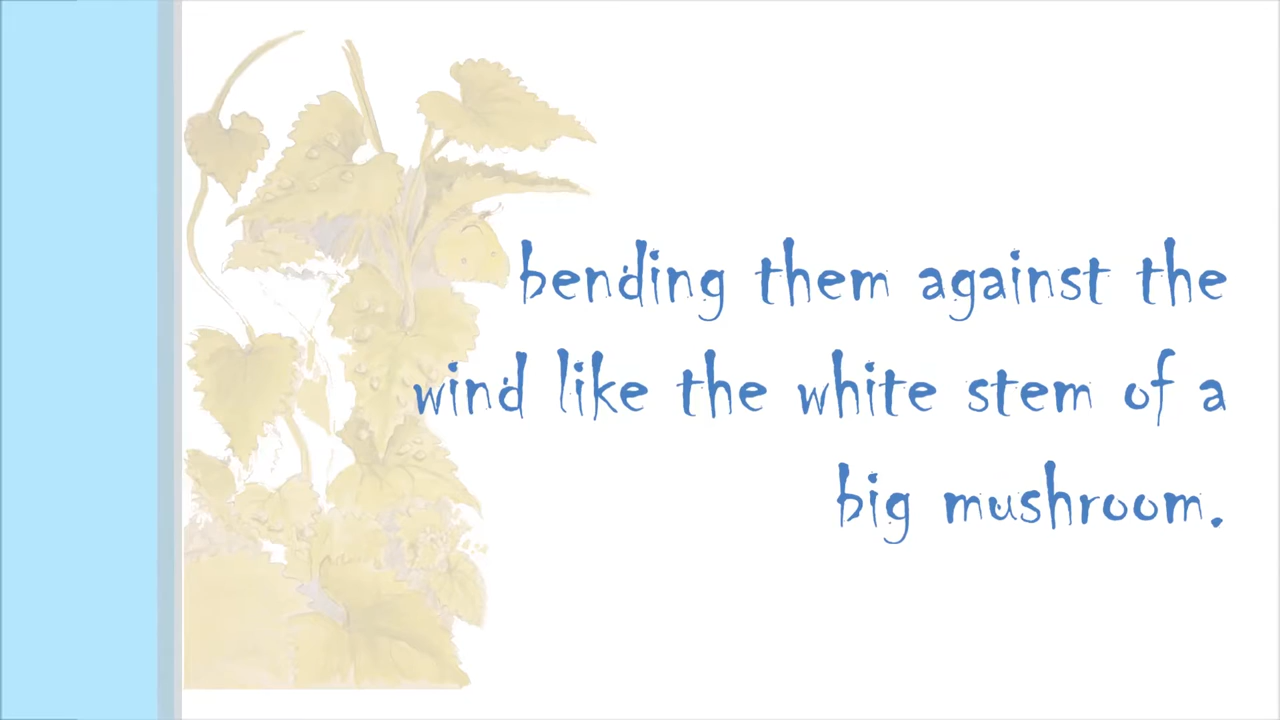 bending them against the
wind like the white stem of a
big mushroom.